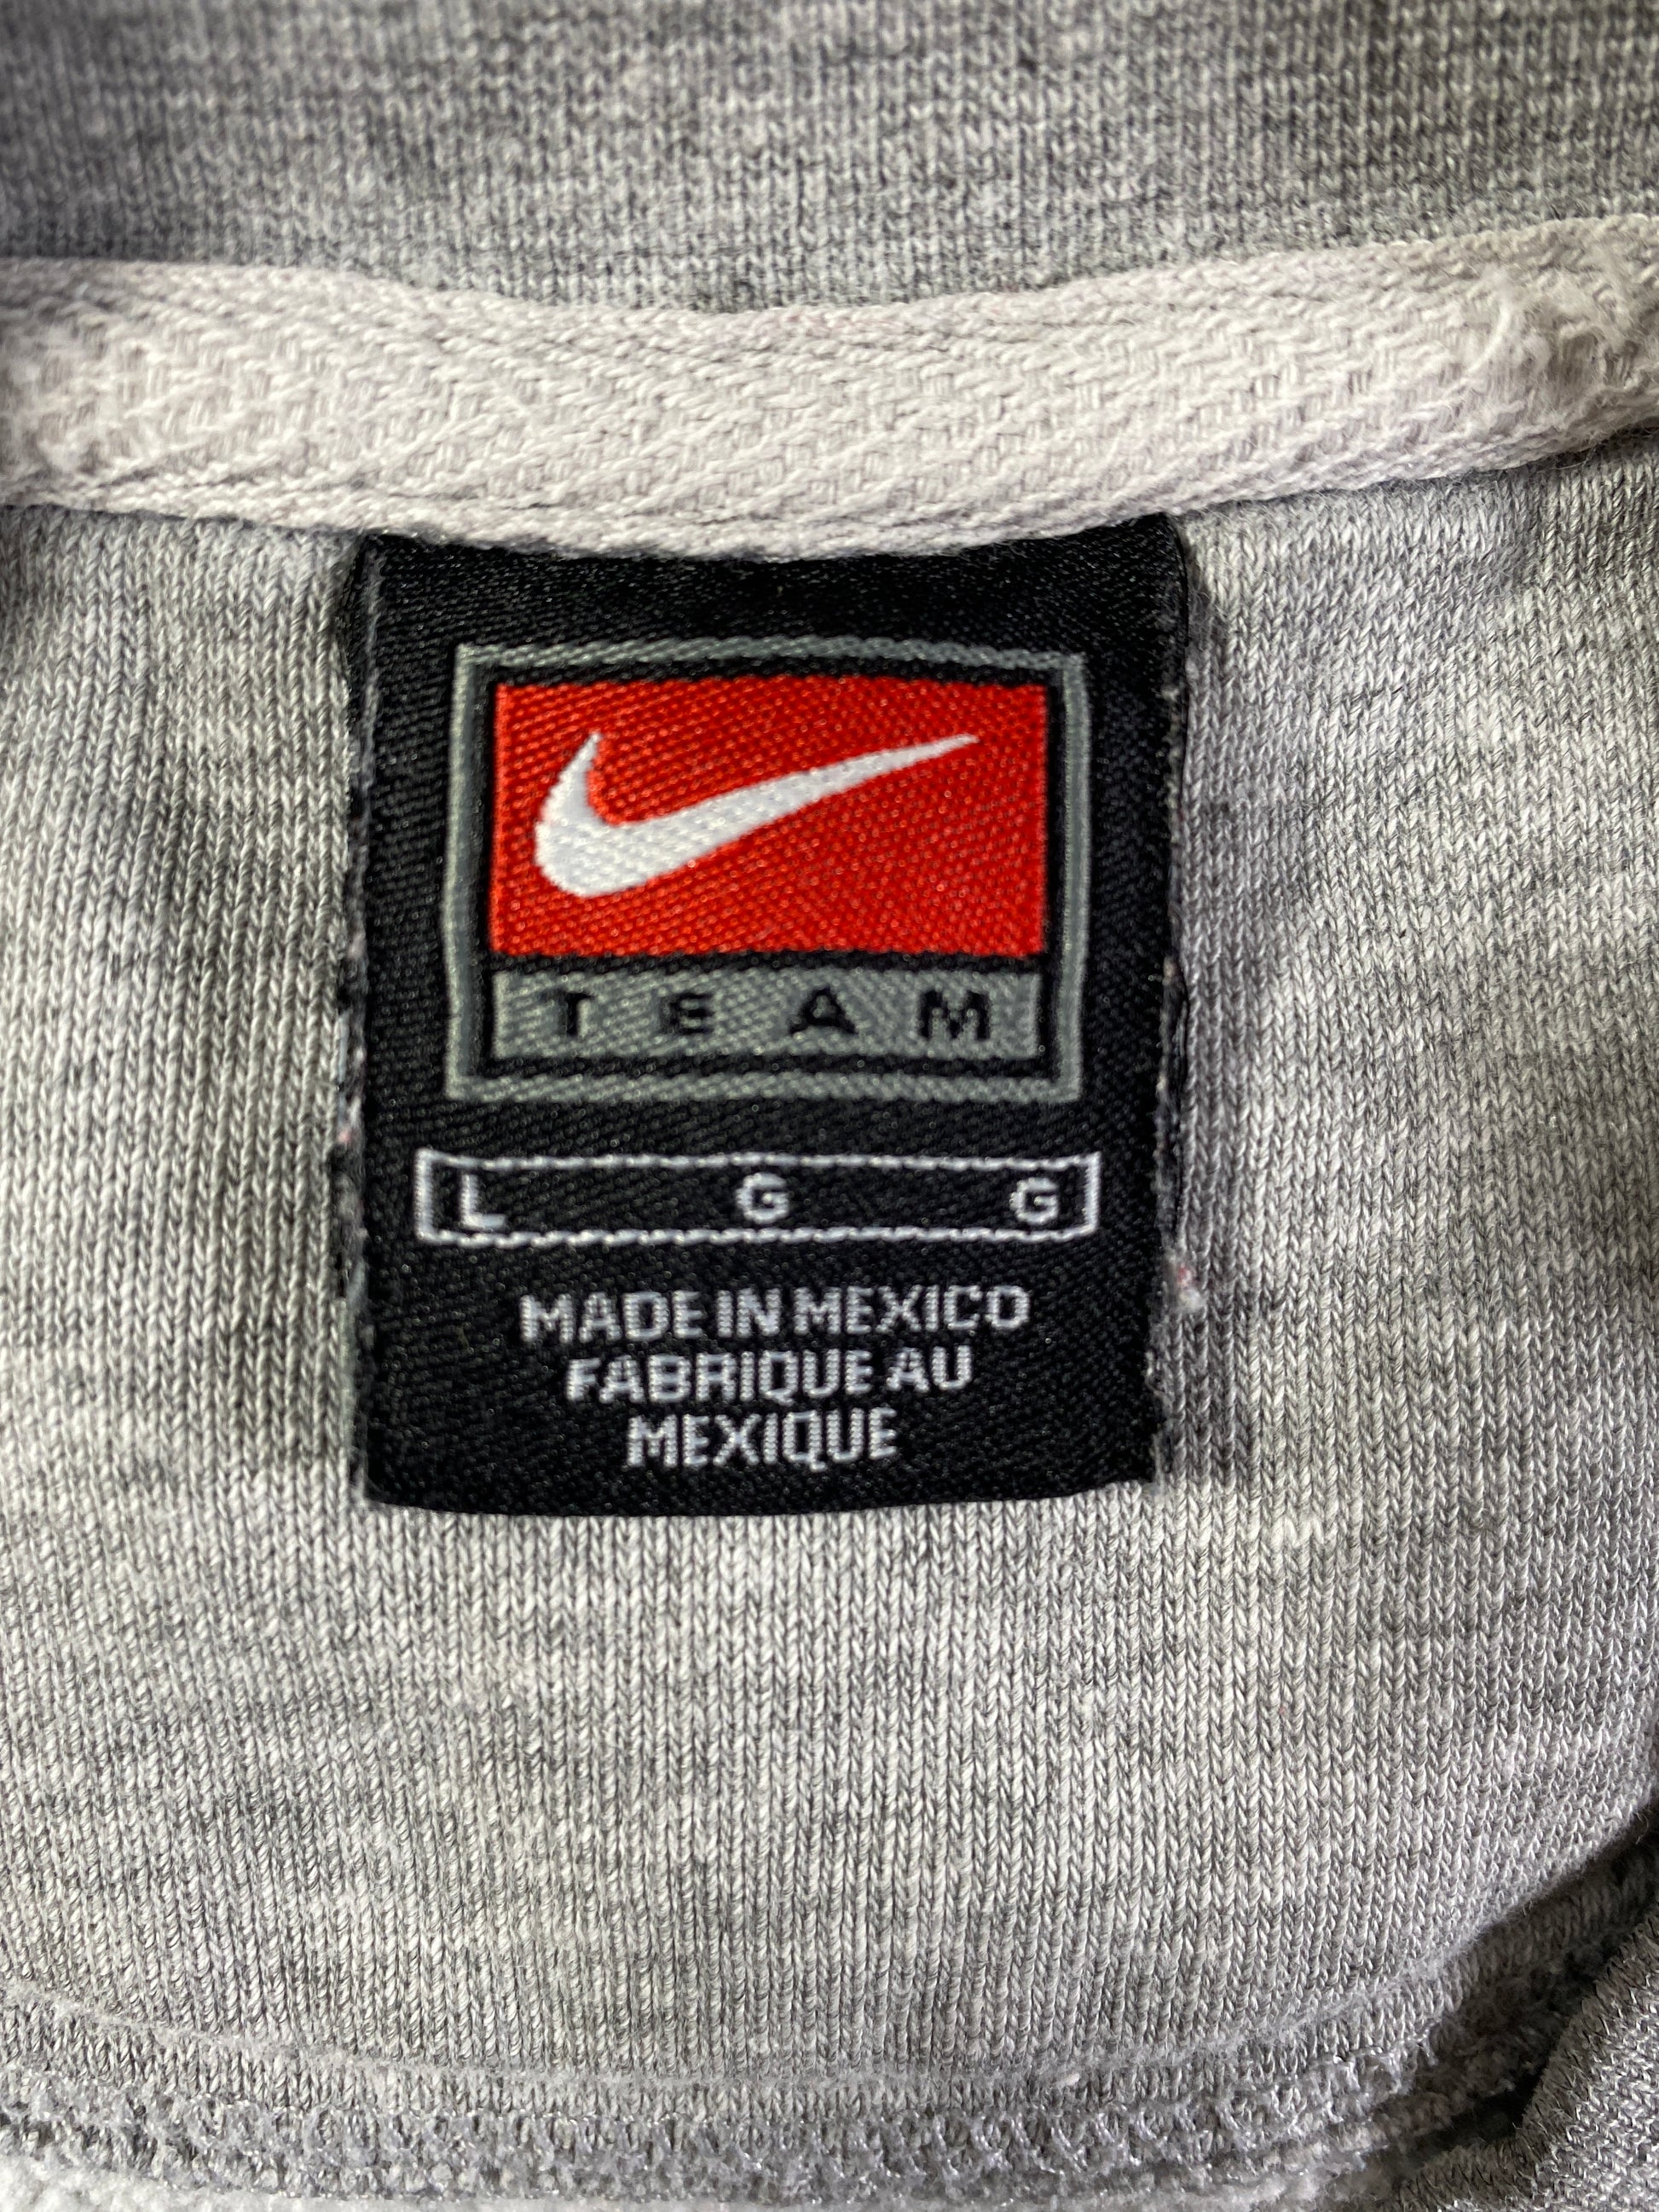 TEAM
L G G
MADE IN MEXICO
FABRIQUE AU
MEXIQUE